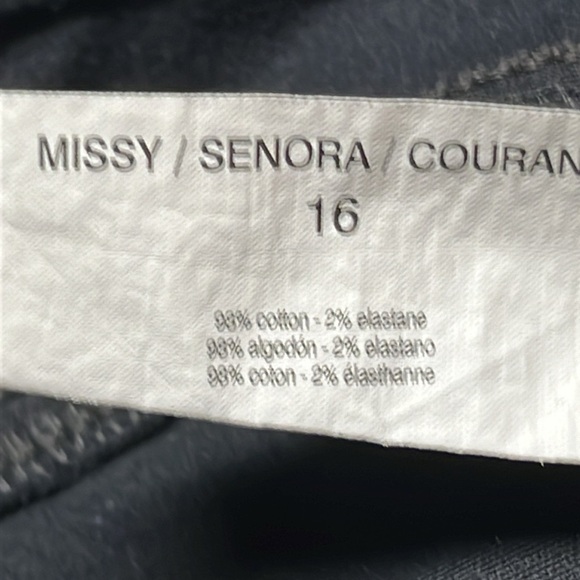 MISSY / SENORA / COURAN
16
98% cotton - 2% elastane
98% algodón - 2% elastano
98% coton - 2% élasthanne